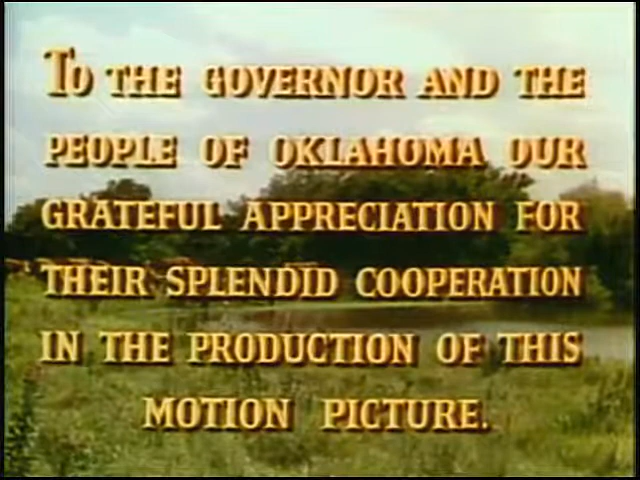 TO THE GOVERNOR AND THE
PEOPLE OF OKLAHOMA OUR
GRATEFUL APPRECIATION FOR
THEIR SPLENDID COOPERATION
IN THE PRODUCTION OF THIS
MOTION PICTURE.